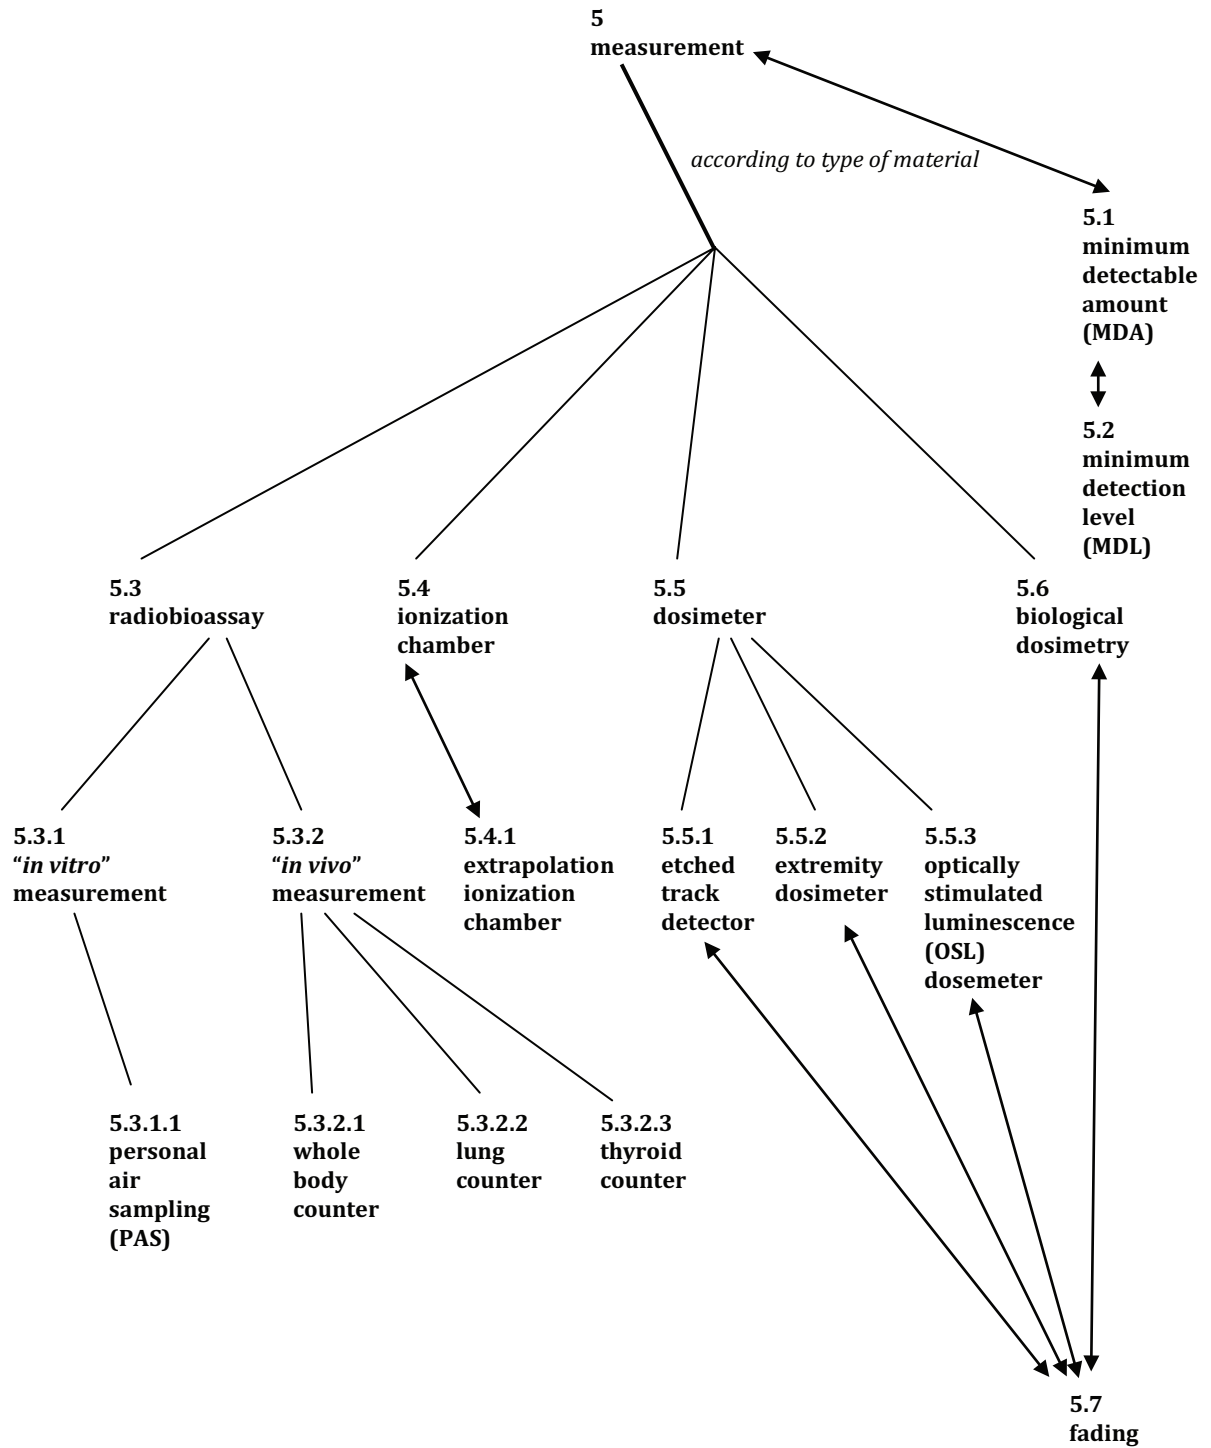 5
measurement
according to type of material
5.1
minimum
detectable
amount
(MDA)
5.2
minimum
detection
level
(MDL)
5.3
radiobioassay
5.4
ionization
chamber
5.5
dosimeter
5.6
biological
dosimetry
5.3.1
“in vitro”
measurement
5.3.2
“in vivo”
measurement
5.4.1
extrapolation
ionization
chamber
5.5.1
etched
track
detector
5.5.2
extremity
dosimeter
5.5.3
optically
stimulated
luminescence
(OSL)
dosemeter
5.3.1.1
personal
air
sampling
(PAS)
5.3.2.1
whole
body
counter
5.3.2.2
lung
counter
5.3.2.3
thyroid
counter
5.7
fading